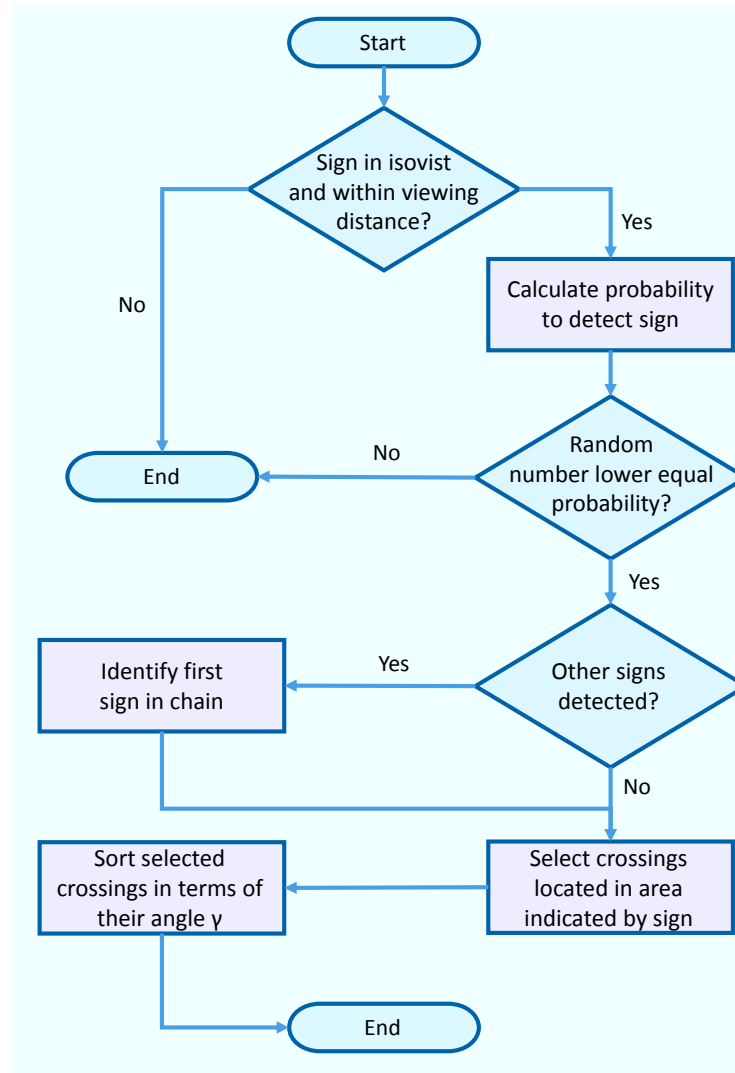 Start
Sign in isovist
and within viewing
distance?
Yes
No
Calculate probability
to detect sign
Random
number lower equal
probability?
No
End
Yes
Other signs
detected?
Yes
Identify first
sign in chain
No
Select crossings
located in area
indicated by sign
Sort selected
crossings in terms of
their angle γ
End